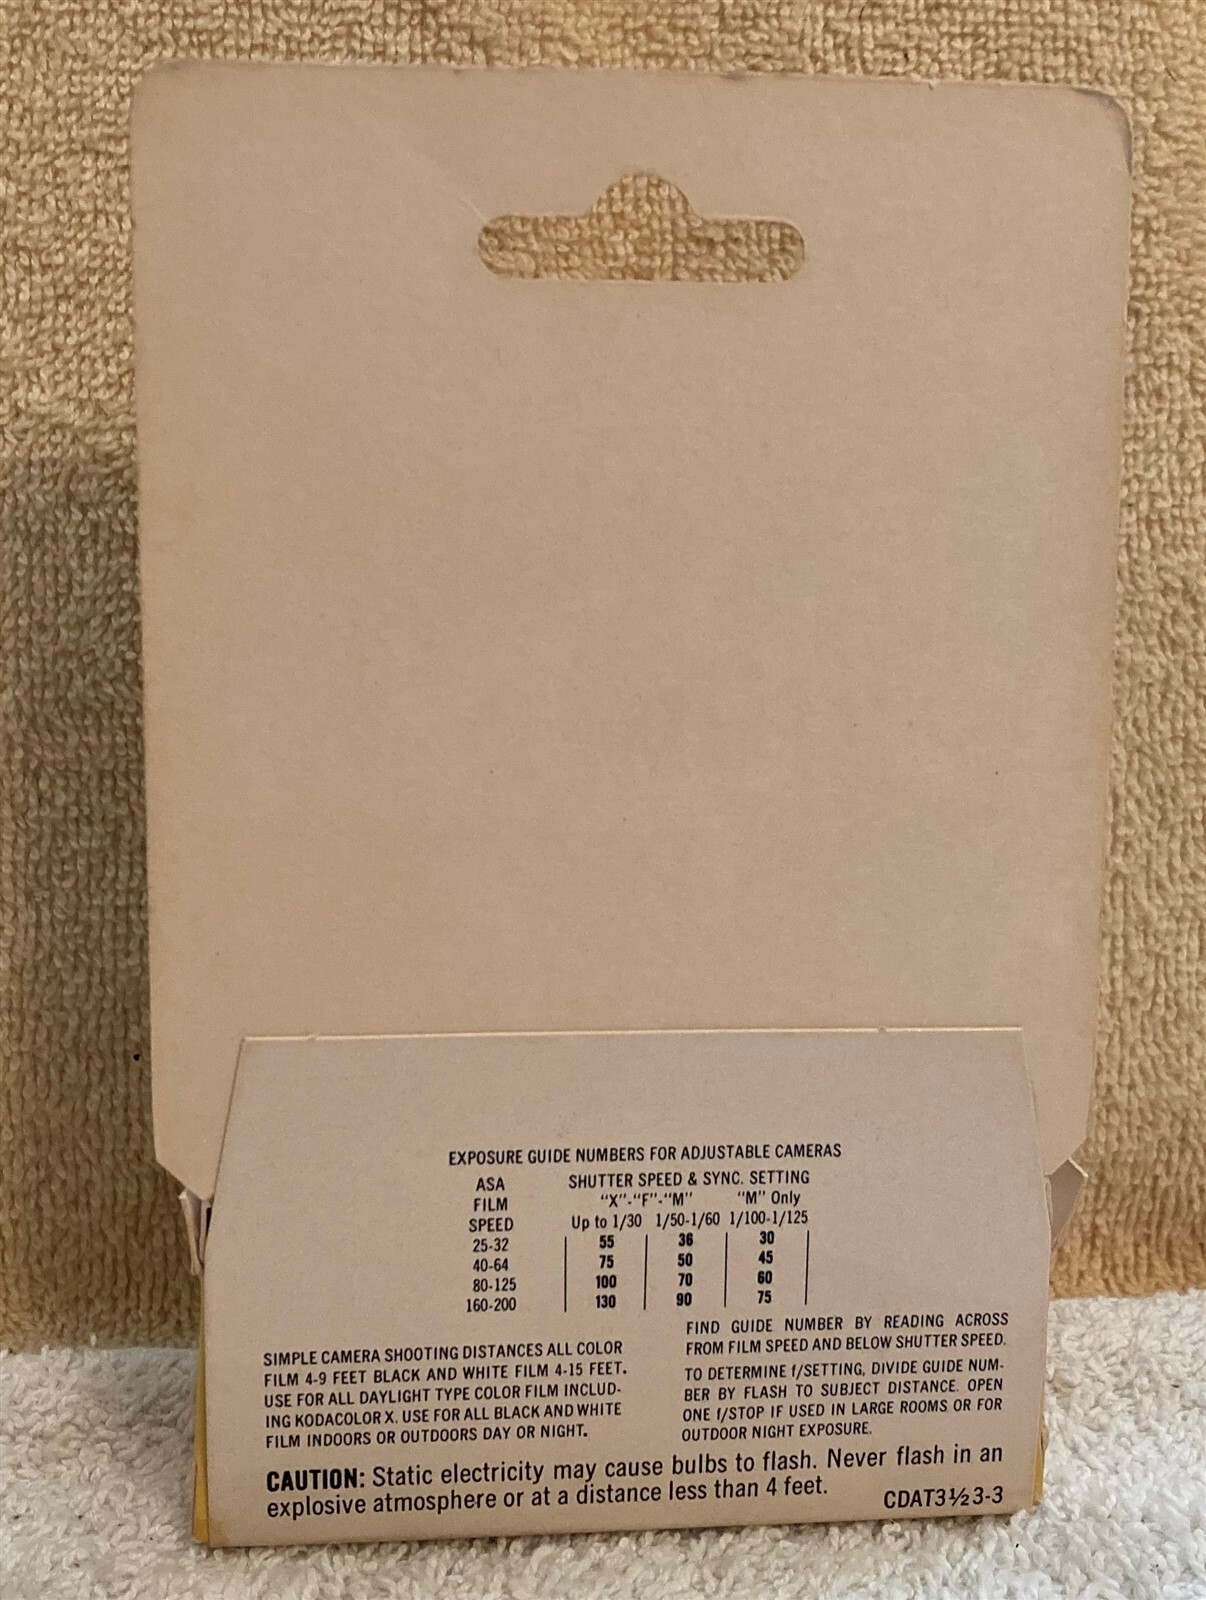 EXPOSURE GUIDE NUMBERS FOR ADJUSTABLE CAMERAS
ASA SHUTTER SPEED & SYNC. SETTING
FILM "X"-"F"-"M" "M" Only
SPEED Up to 1/30 1/50-1/60 1/100-1/125
25-32 55 36 30
40-64 75 50 45
80-125 100 70 60
160-200 130 90 75
SIMPLE CAMERA SHOOTING DISTANCES ALL COLOR
FILM 4-9 FEET BLACK AND WHITE FILM 4-15 FEET.
USE FOR ALL DAYLIGHT TYPE COLOR FILM INCLUD-
ING KODACOLOR X. USE FOR ALL BLACK AND WHITE
FILM INDOORS OR OUTDOORS DAY OR NIGHT.
FIND GUIDE NUMBER BY READING ACROSS
FROM FILM SPEED AND BELOW SHUTTER SPEED.
TO DETERMINE f/SETTING, DIVIDE GUIDE NUM-
BER BY FLASH TO SUBJECT DISTANCE. OPEN
ONE f/STOP IF USED IN LARGE ROOMS OR FOR
OUTDOOR NIGHT EXPOSURE.
CAUTION: Static electricity may cause bulbs to flash. Never flash in an
explosive atmosphere or at a distance less than 4 feet.
CDAT3½3-3